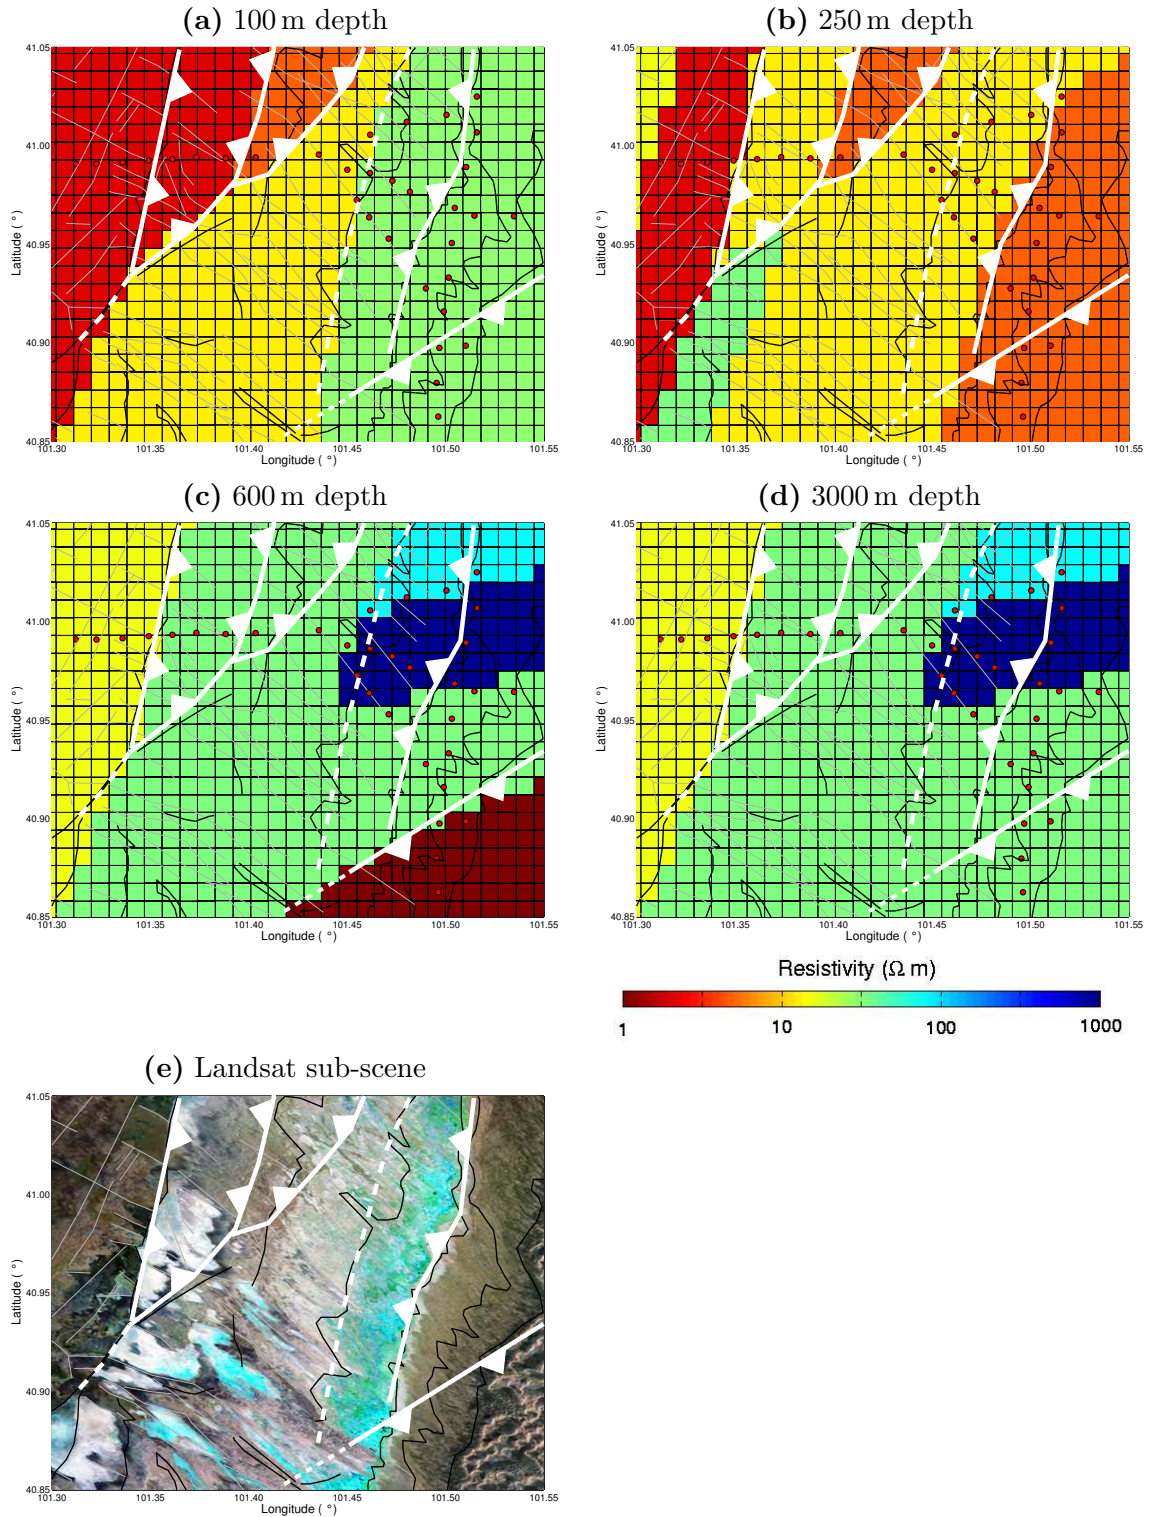 (a) 100 m depth
(b) 250 m depth
41.05
41.00
40.95
40.90
40.85
Latitude ( °)
101.30 101.35 101.40 101.45 101.50 101.55
Longitude ( °)
41.05
41.00
40.95
40.90
40.85
Latitude ( °)
101.30 101.35 101.40 101.45 101.50 101.55
Longitude ( °)
(c) 600 m depth
(d) 3000 m depth
41.05
41.00
40.95
40.90
40.85
Latitude ( °)
101.30 101.35 101.40 101.45 101.50 101.55
Longitude ( °)
41.05
41.00
40.95
40.90
40.85
Latitude ( °)
101.30 101.35 101.40 101.45 101.50 101.55
Longitude ( °)
Resistivity (Ω m)
1 10 100 1000
(e) Landsat sub-scene
41.05
41.00
40.95
40.90
40.85
Latitude ( °)
101.30 101.35 101.40 101.45 101.50 101.55
Longitude ( °)